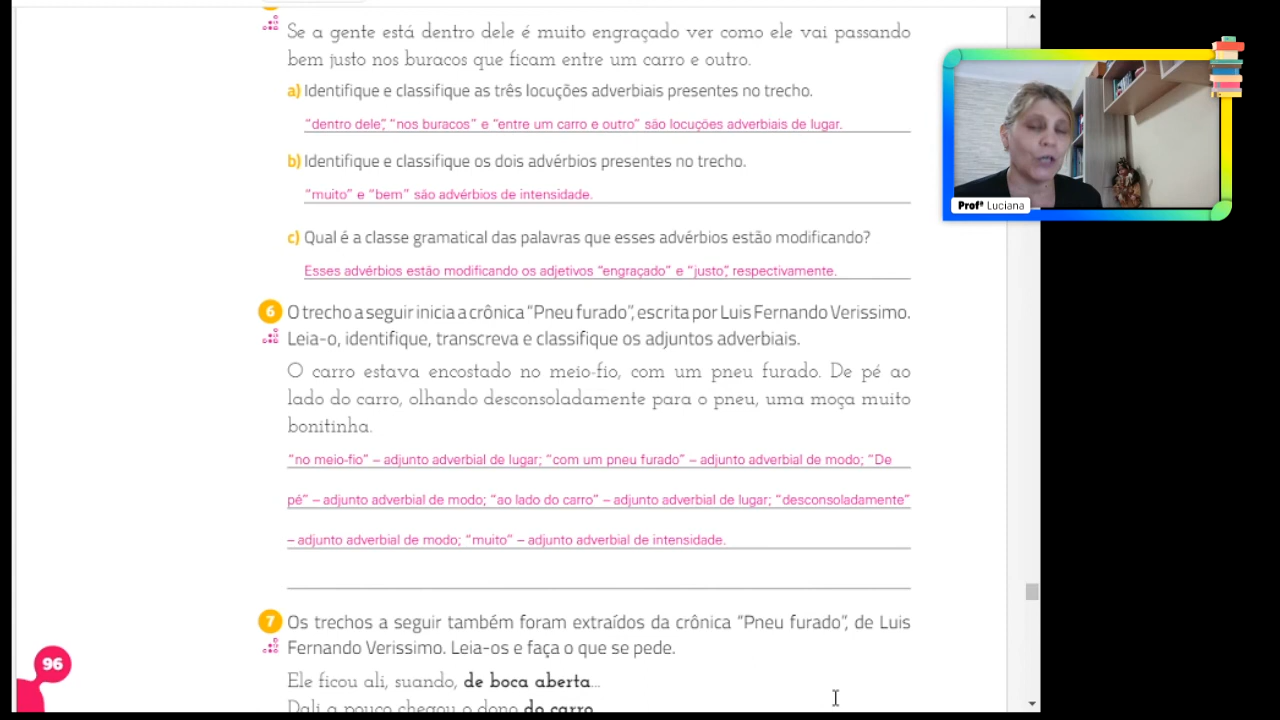 Se a gente está dentro dele é muito engraçado ver como ele vai passando
bem justo nos buracos que ficam entre um carro e outro.
a) Identifique e classifique as três locuções adverbiais presentes no trecho.
“dentro dele”, “nos buracos” e “entre um carro e outro” são locuções adverbiais de lugar.
b) Identifique e classifique os dois advérbios presentes no trecho.
“muito” e “bem” são advérbios de intensidade.
c) Qual é a classe gramatical das palavras que esses advérbios estão modificando?
Esses advérbios estão modificando os adjetivos “engraçado” e “justo”, respectivamente.
6 O trecho a seguir inicia a crônica “Pneu furado”, escrita por Luis Fernando Verissimo.
Leia-o, identifique, transcreva e classifique os adjuntos adverbiais.
O carro estava encostado no meio-fio, com um pneu furado. De pé ao
lado do carro, olhando desconsoladamente para o pneu, uma moça muito
bonitinha.
“no meio-fio” – adjunto adverbial de lugar; “com um pneu furado” – adjunto adverbial de modo; “De
pé” – adjunto adverbial de modo; “ao lado do carro” – adjunto adverbial de lugar; “desconsoladamente”
– adjunto adverbial de modo; “muito” – adjunto adverbial de intensidade.
7 Os trechos a seguir também foram extraídos da crônica “Pneu furado”, de Luis
Fernando Verissimo. Leia-os e faça o que se pede.
Ele ficou ali, suando, de boca aberta...
Dali a pouco chegou o dono do carro.
96
Profª Luciana